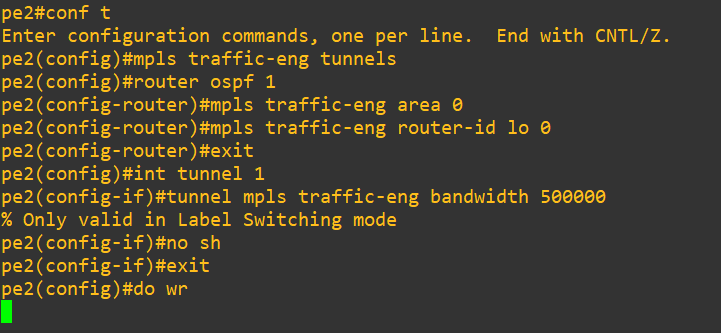 pe2#conf t
Enter configuration commands, one per line.  End with CNTL/Z.
pe2(config)#mpls traffic-eng tunnels
pe2(config)#router ospf 1
pe2(config-router)#mpls traffic-eng area 0
pe2(config-router)#mpls traffic-eng router-id lo 0
pe2(config-router)#exit
pe2(config)#int tunnel 1
pe2(config-if)#tunnel mpls traffic-eng bandwidth 500000
% Only valid in Label Switching mode
pe2(config-if)#no sh
pe2(config-if)#exit
pe2(config)#do wr